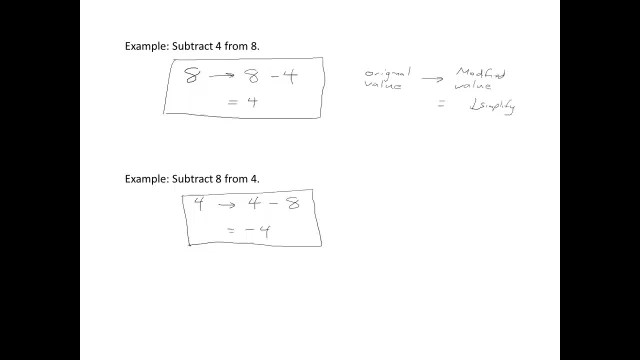 Example: Subtract 4 from 8.
8 → 8 - 4
= 4
original value → Modified value
= ↓ simplify
Example: Subtract 8 from 4.
4 → 4 - 8
= -4